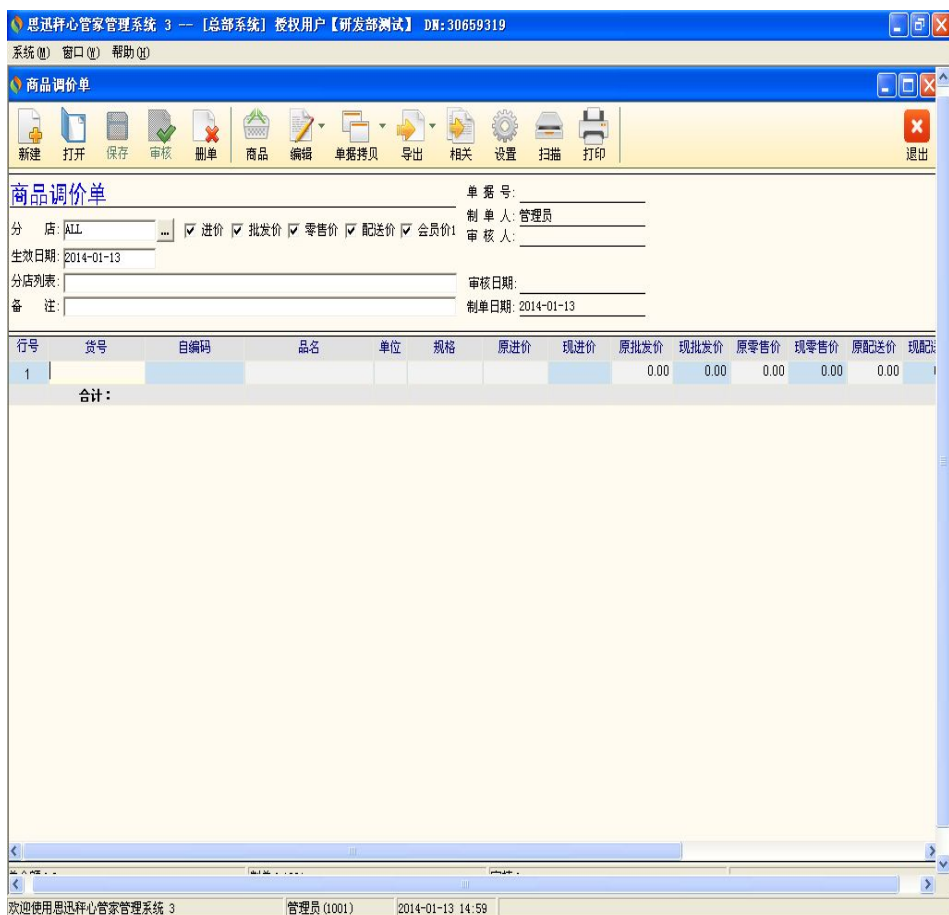 思迅秤心管家管理系统 3 -- [总部系统] 授权用户【研发部测试】 DN:30659319
系统(M) 窗口(W) 帮助(H)
商品调价单
新建 打开 保存 审核 删单 商品 编辑 单据拷贝 导出 相关 设置 扫描 打印 退出
商品调价单
单 据 号:
制 单 人: 管理员
分 店: ALL ... 进价 批发价 零售价 配送价 会员价1
审 核 人:
生效日期: 2014-01-13
分店列表:
审核日期:
备 注:
制单日期: 2014-01-13
行号 货号 自编码 品名 单位 规格 原进价 现进价 原批发价 现批发价 原零售价 现零售价 原配送价 现配
1 0.00 0.00 0.00 0.00 0.00
合计：
欢迎使用思迅秤心管家管理系统 3 管理员(1001) 2014-01-13 14:59